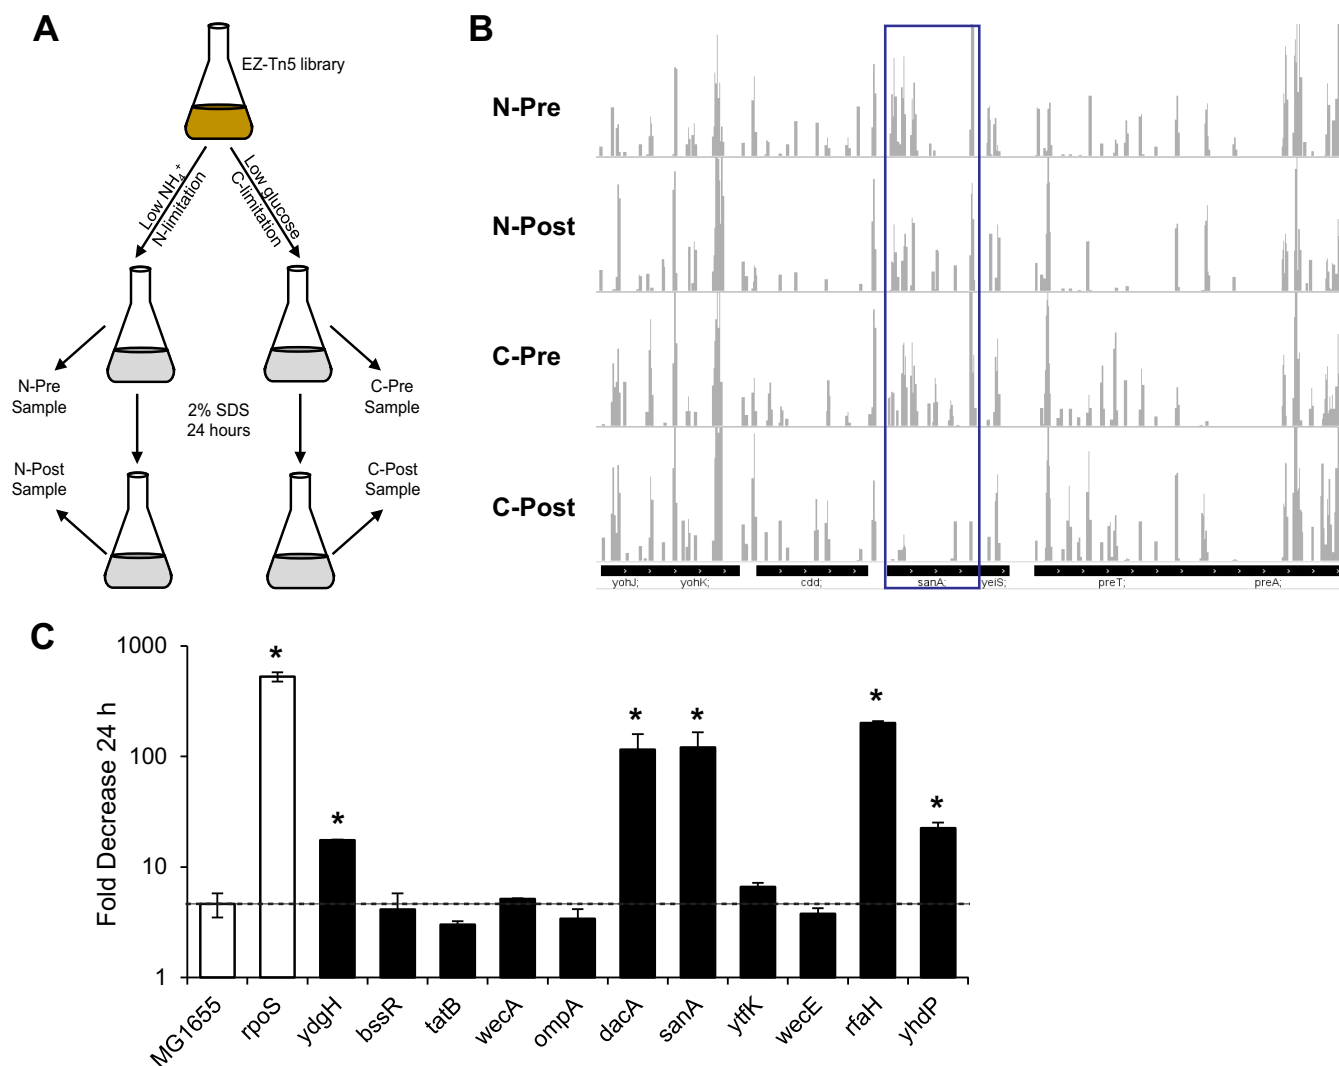 A
EZ-Tn5 library
Low NH₄⁺
N-limitation
Low glucose
C-limitation
N-Pre
Sample
C-Pre
Sample
2% SDS
24 hours
N-Post
Sample
C-Post
Sample
B
N-Pre
N-Post
C-Pre
C-Post
yohJ; yohK; cdd; sanA; yeiS; preT; preA;
C
Fold Decrease 24 h
1000
100
10
1
* * * * * *
MG1655 rpoS ydgH bssR tatB wecA ompA dacA sanA ytfK wecE rfaH yhdP